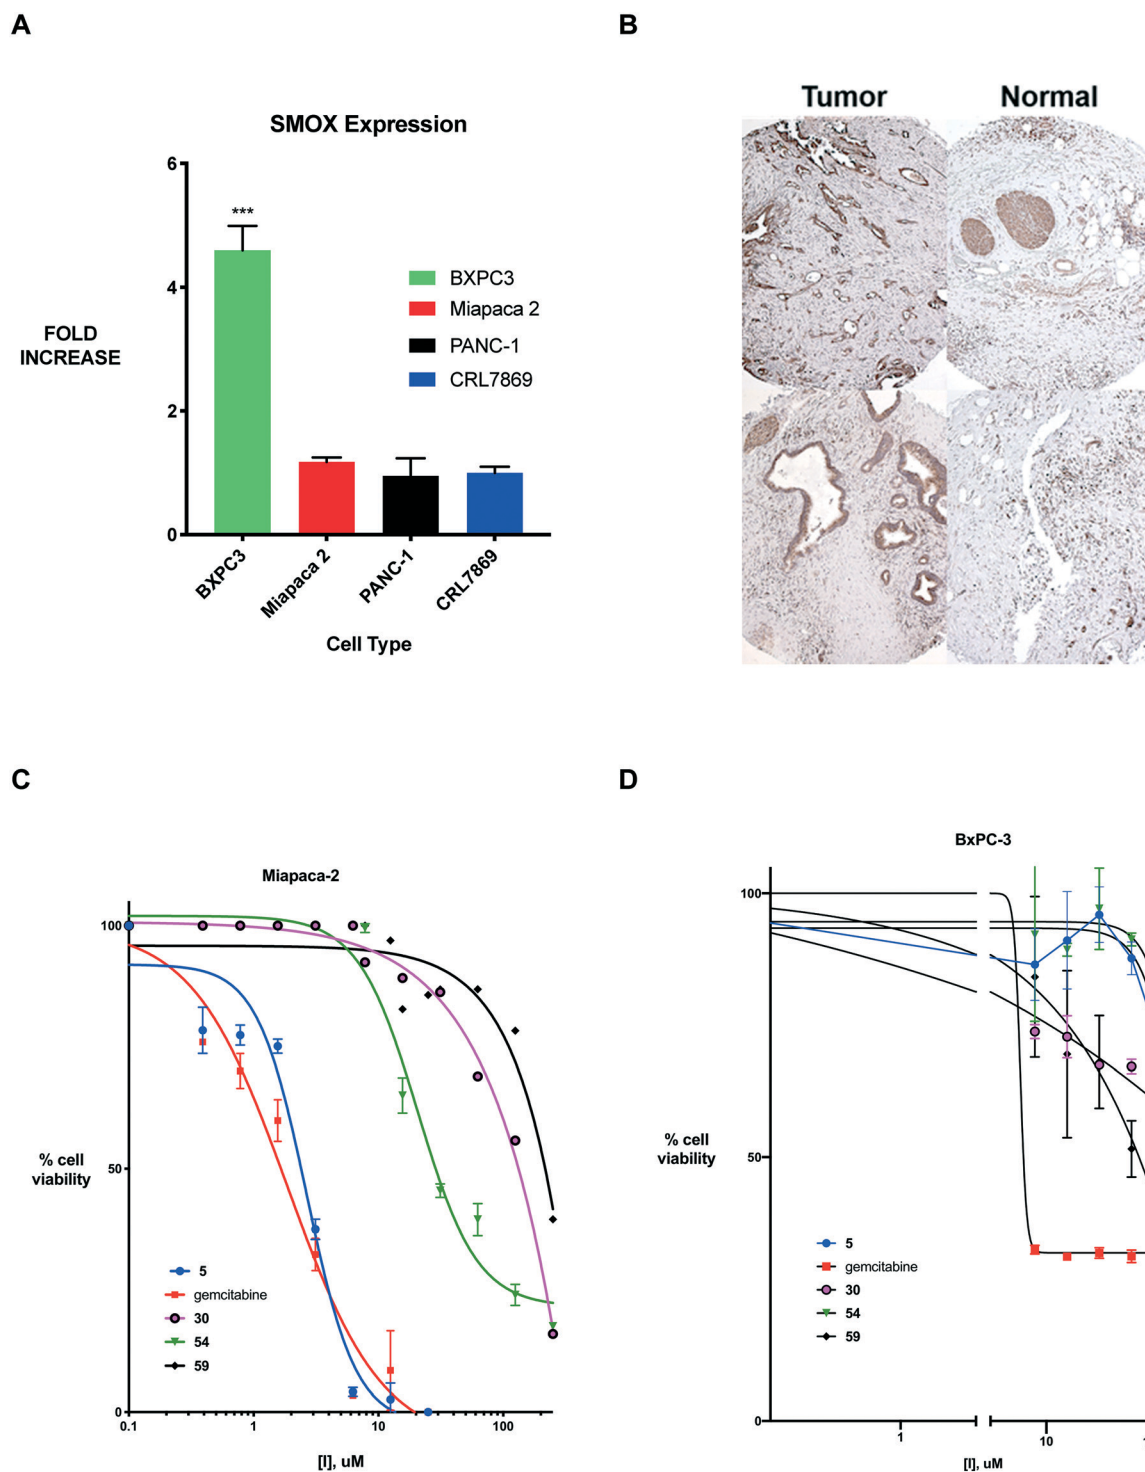 A
SMOX Expression
6
4
2
0
FOLD
INCREASE
***
BXPC3
Miapaca 2
PANC-1
CRL7869
BXPC3
Miapaca 2
PANC-1
CRL7869
Cell Type
B
Tumor
Normal
C
Miapaca-2
100
50
0
% cell
viability
5
gemcitabine
30
54
59
0.1
1
10
100
[I], uM
D
BxPC-3
100
50
0
% cell
viability
5
gemcitabine
30
54
59
1
10
[I], uM